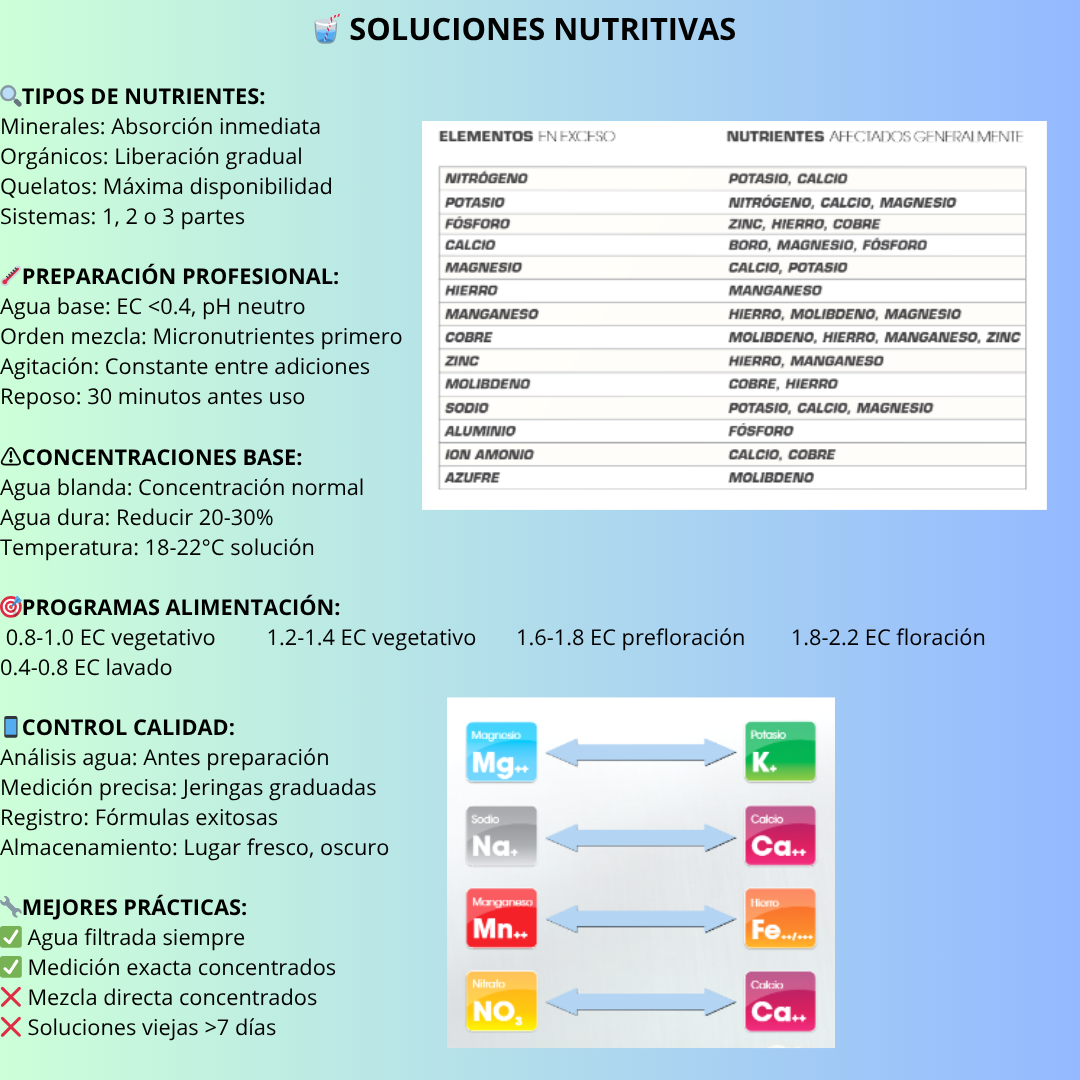 SOLUCIONES NUTRITIVAS
TIPOS DE NUTRIENTES:
Minerales: Absorción inmediata
Orgánicos: Liberación gradual
Quelatos: Máxima disponibilidad
Sistemas: 1, 2 o 3 partes
PREPARACIÓN PROFESIONAL:
Agua base: EC <0.4, pH neutro
Orden mezcla: Micronutrientes primero
Agitación: Constante entre adiciones
Reposo: 30 minutos antes uso
CONCENTRACIONES BASE:
Agua blanda: Concentración normal
Agua dura: Reducir 20-30%
Temperatura: 18-22°C solución
ELEMENTOS EN EXCESO NUTRIENTES AFECTADOS GENERALMENTE
NITRÓGENO POTASIO, CALCIO
POTASIO NITRÓGENO, CALCIO, MAGNESIO
FÓSFORO ZINC, HIERRO, COBRE
CALCIO BORO, MAGNESIO, FÓSFORO
MAGNESIO CALCIO, POTASIO
HIERRO MANGANESO
MANGANESO HIERRO, MOLIBDENO, MAGNESIO
COBRE MOLIBDENO, HIERRO, MANGANESO, ZINC
ZINC HIERRO, MANGANESO
MOLIBDENO COBRE, HIERRO
SODIO POTASIO, CALCIO, MAGNESIO
ALUMINIO FÓSFORO
ION AMONIO CALCIO, COBRE
AZUFRE MOLIBDENO
PROGRAMAS ALIMENTACIÓN:
0.8-1.0 EC vegetativo 1.2-1.4 EC vegetativo 1.6-1.8 EC prefloración 1.8-2.2 EC floración
0.4-0.8 EC lavado
CONTROL CALIDAD:
Análisis agua: Antes preparación
Medición precisa: Jeringas graduadas
Registro: Fórmulas exitosas
Almacenamiento: Lugar fresco, oscuro
MEJORES PRÁCTICAS:
Agua filtrada siempre
Medición exacta concentrados
Mezcla directa concentrados
Soluciones viejas >7 días
Magnesio Potasio
Mg++ K+
Sodio Calcio
Na+ Ca++
Manganeso Hierro
Mn++ Fe++/+++
Nitrato Calcio
NO3 Ca++